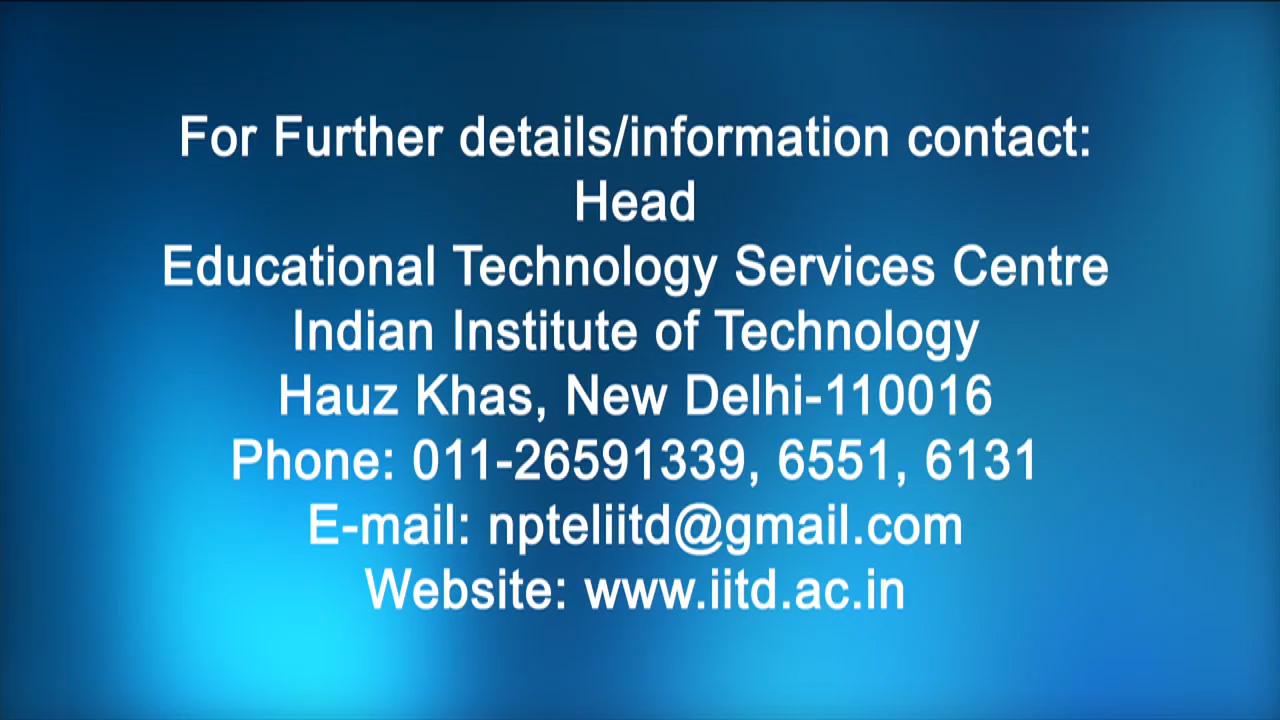 For Further details/information contact:
Head
Educational Technology Services Centre
Indian Institute of Technology
Hauz Khas, New Delhi-110016
Phone: 011-26591339, 6551, 6131
E-mail: npteliitd@gmail.com
Website: www.iitd.ac.in